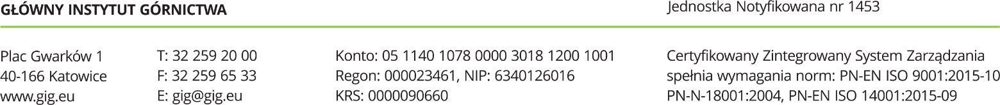 GŁÓWNY INSTYTUT GÓRNICTWA
Jednostka Notyfikowana nr 1453
Plac Gwarków 1
40-166 Katowice
www.gig.eu
T: 32 259 20 00
F: 32 259 65 33
E: gig@gig.eu
Konto: 05 1140 1078 0000 3018 1200 1001
Regon: 000023461, NIP: 6340126016
KRS: 0000090660
Certyfikowany Zintegrowany System Zarządzania
spełnia wymagania norm: PN-EN ISO 9001:2015-10
PN-N-18001:2004, PN-EN ISO 14001:2015-09